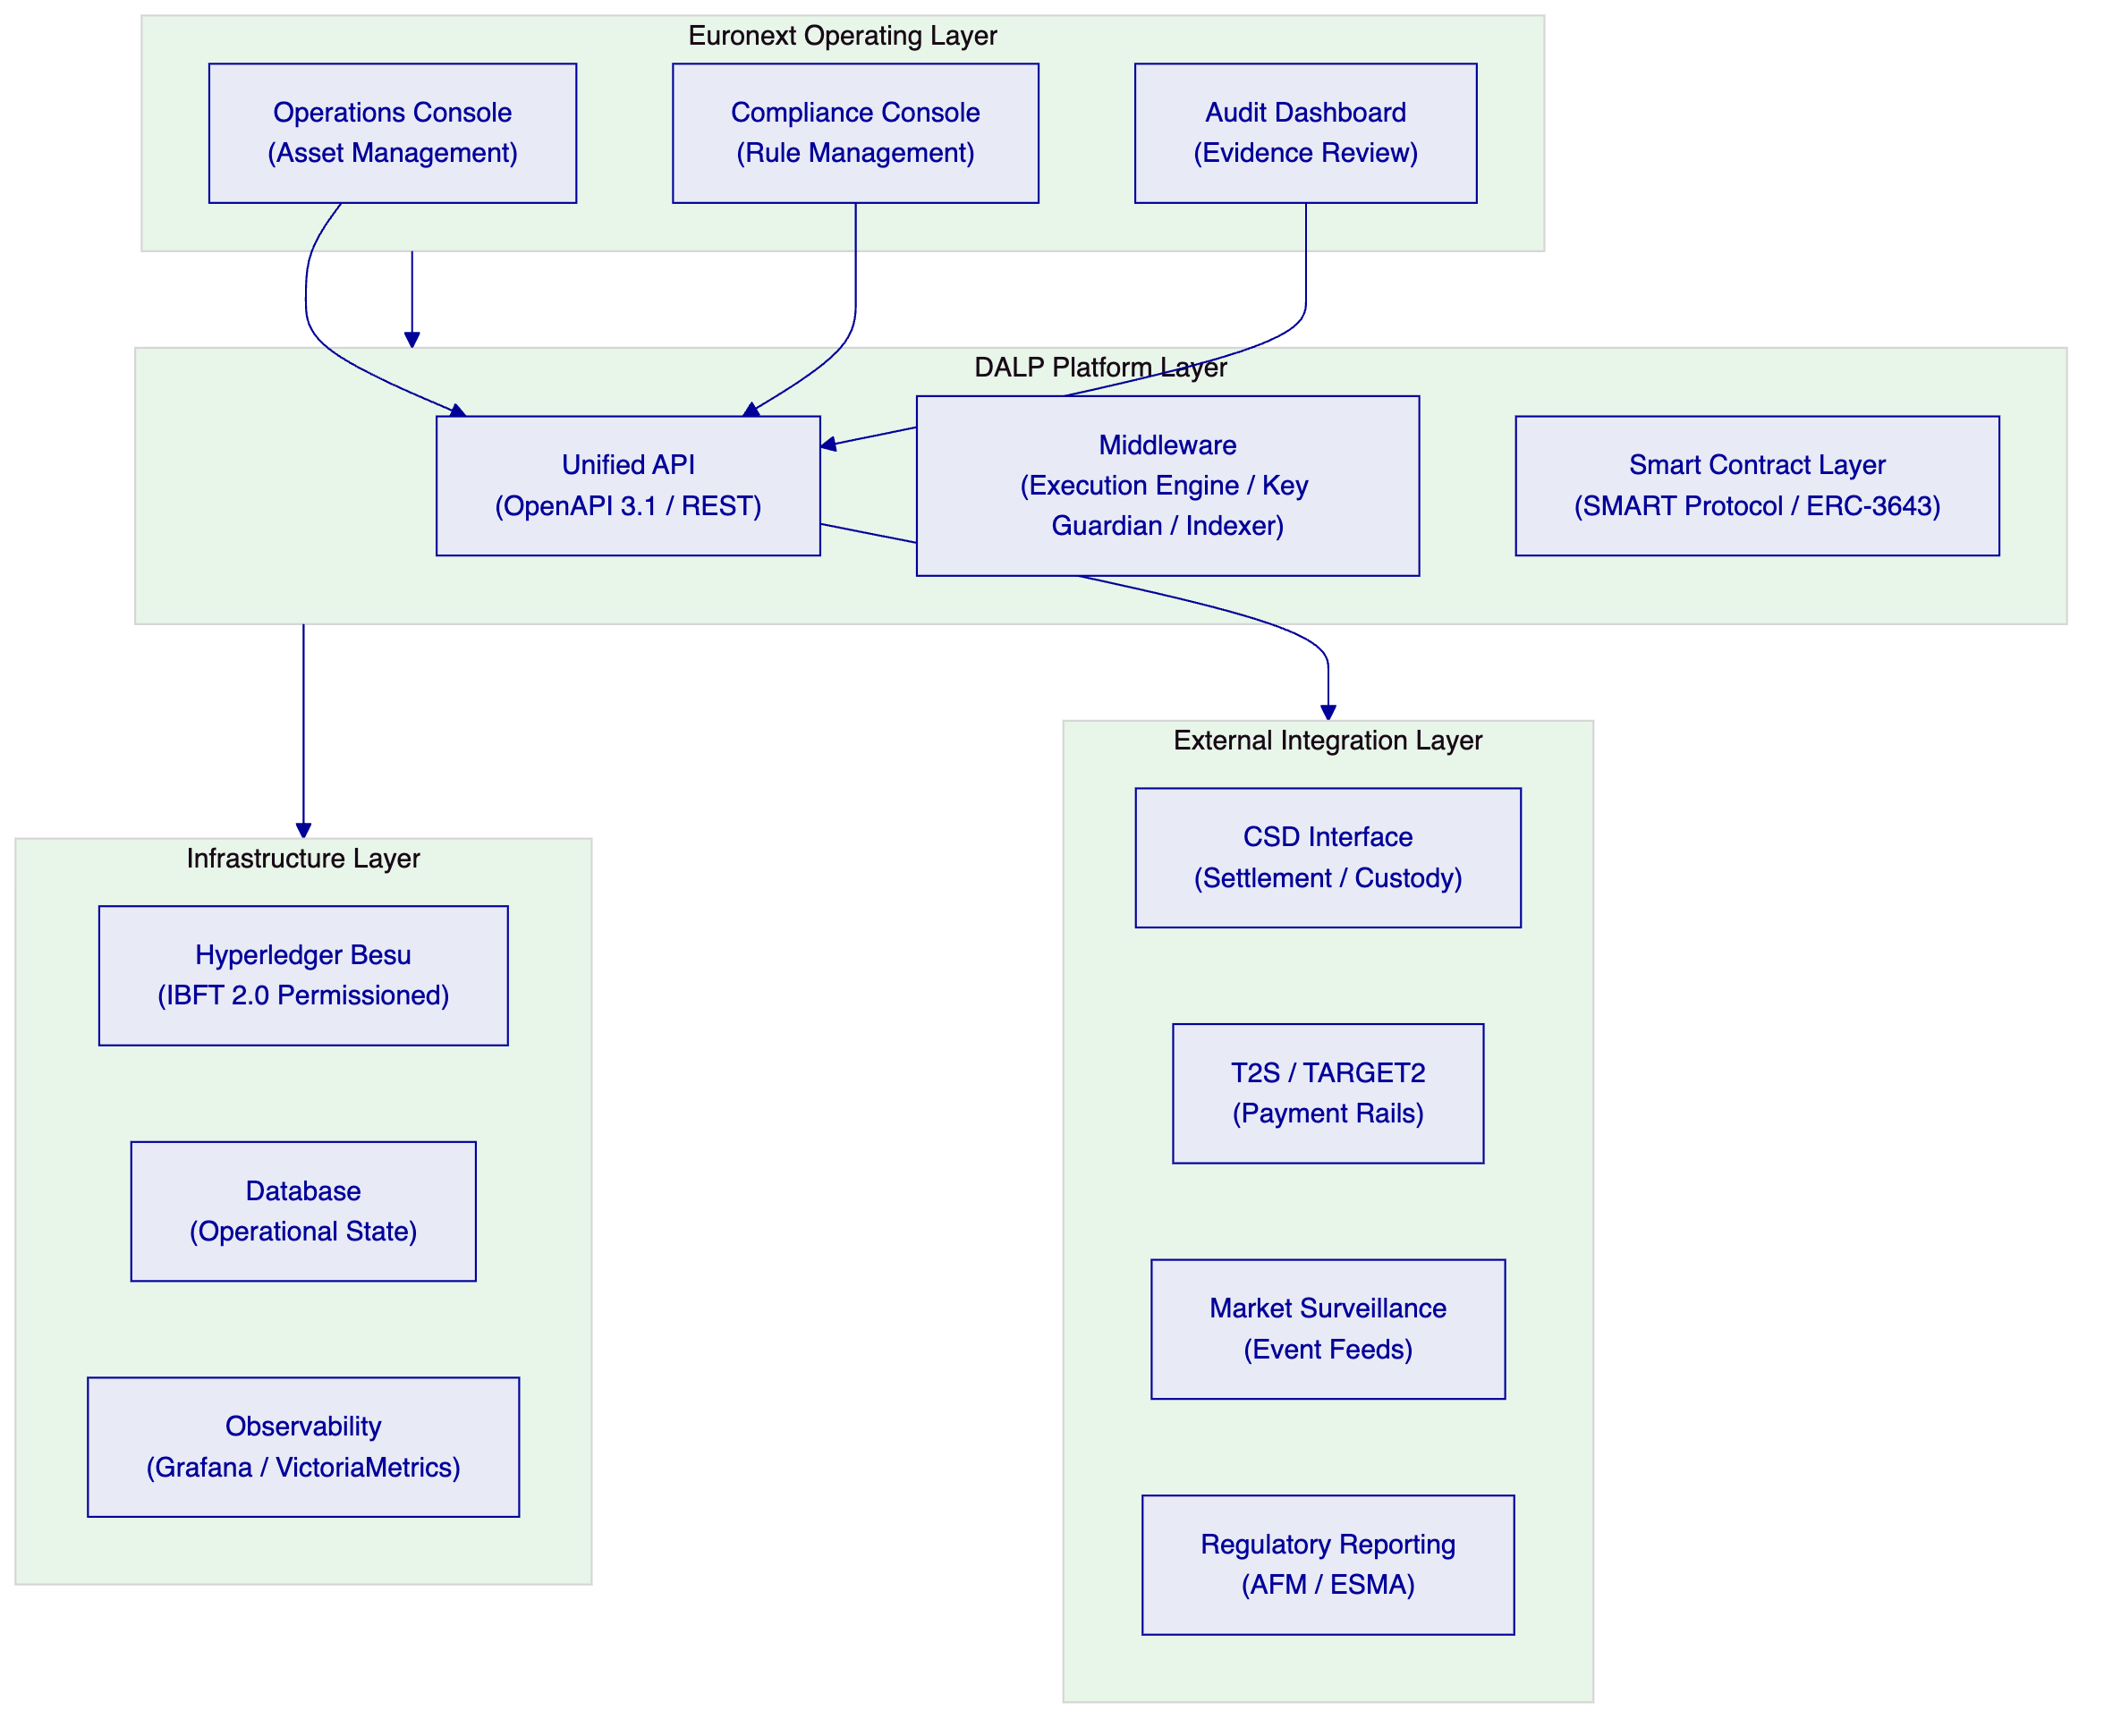 Euronext Operating Layer
Operations Console
(Asset Management)
Compliance Console
(Rule Management)
Audit Dashboard
(Evidence Review)
DALP Platform Layer
Unified API
(OpenAPI 3.1 / REST)
Middleware
(Execution Engine / Key
Guardian / Indexer)
Smart Contract Layer
(SMART Protocol / ERC-3643)
Infrastructure Layer
Hyperledger Besu
(IBFT 2.0 Permissioned)
Database
(Operational State)
Observability
(Grafana / VictoriaMetrics)
External Integration Layer
CSD Interface
(Settlement / Custody)
T2S / TARGET2
(Payment Rails)
Market Surveillance
(Event Feeds)
Regulatory Reporting
(AFM / ESMA)